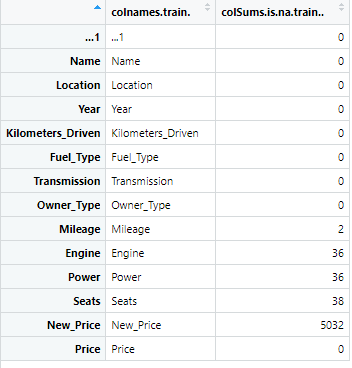 colnames.train. colSums.is.na.train..
...1 ...1 0
Name Name 0
Location Location 0
Year Year 0
Kilometers_Driven Kilometers_Driven 0
Fuel_Type Fuel_Type 0
Transmission Transmission 0
Owner_Type Owner_Type 0
Mileage Mileage 2
Engine Engine 36
Power Power 36
Seats Seats 38
New_Price New_Price 5032
Price Price 0